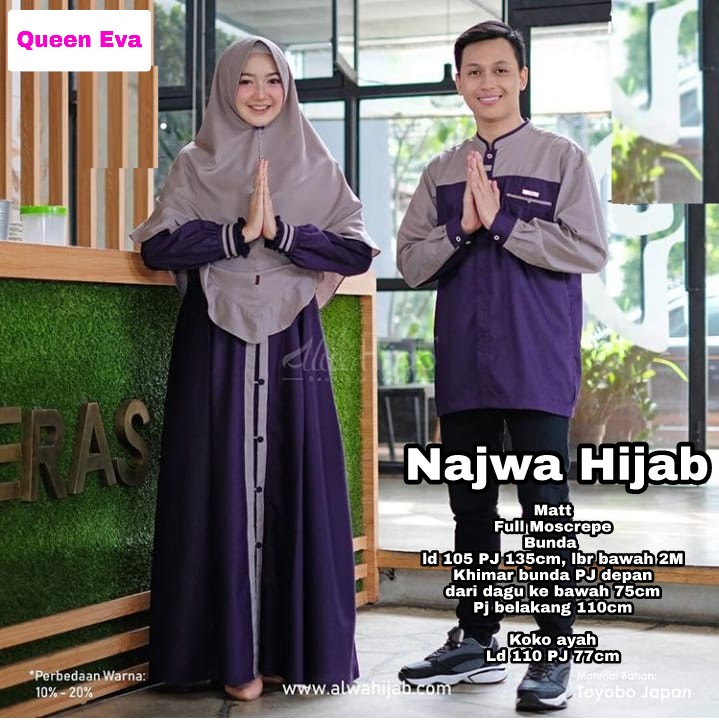 Queen Eva
Alwa Hijab
ERAS
Najwa Hijab
Matt
Full Moscrepe
Bunda
ld 105 PJ 135cm, lbr bawah 2M
Khimar bunda PJ depan
dari dagu ke bawah 75cm
Pj belakang 110cm
Koko ayah
Ld 110 PJ 77cm
*Perbedaan Warna:
10% - 20%
www.alwahijab.com
Material Bahan:
Toyobo Japan